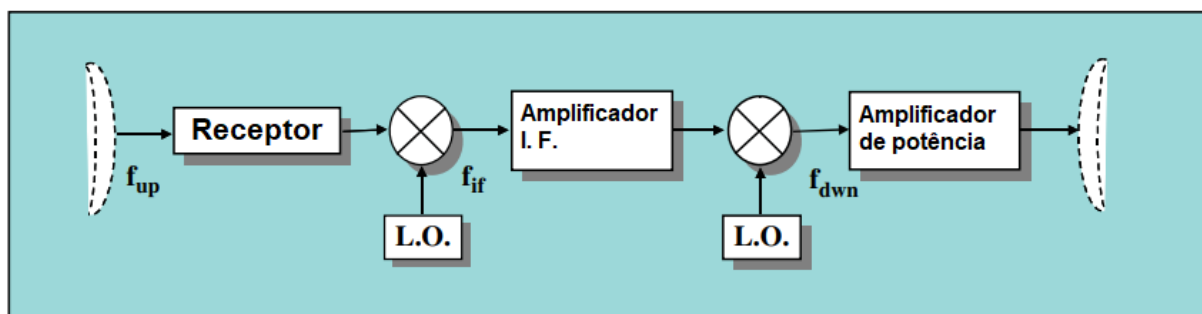 f_up
Receptor
L.O.
f_if
Amplificador
I. F.
L.O.
f_dwn
Amplificador
de potência